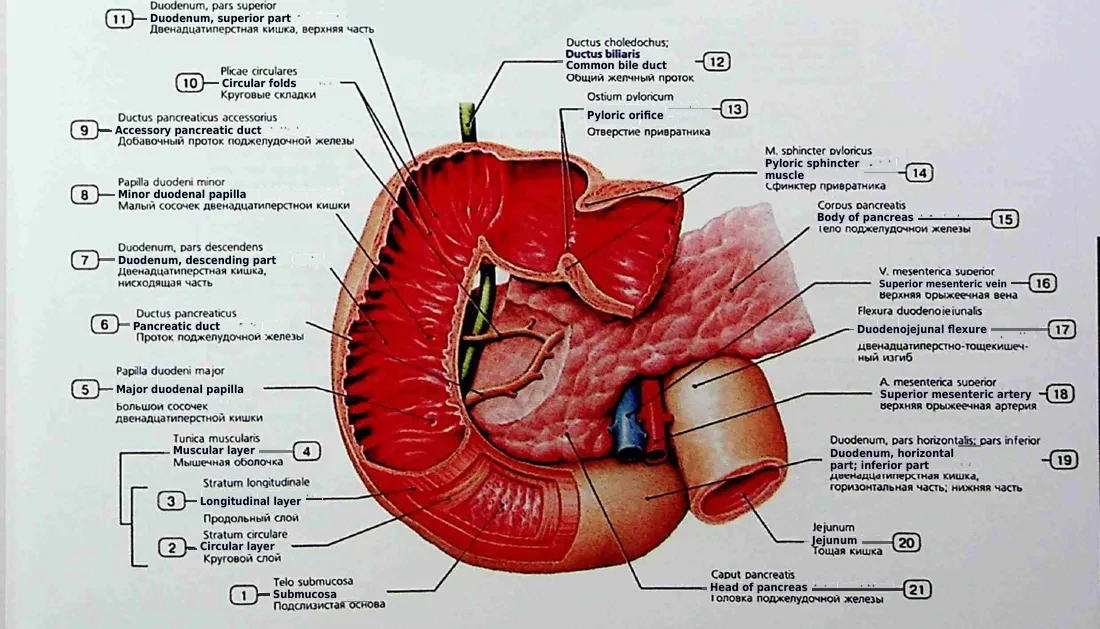 11
Duodenum, pars superior
Duodenum, superior part
Двенадцатиперстная кишка, верхняя часть
10
Plicae circulares
Circular folds
Круговые складки
9
Ductus pancreaticus accessorius
Accessory pancreatic duct
Добавочный проток поджелудочной железы
8
Papilla duodeni minor
Minor duodenal papilla
Малый сосочек двенадцатиперстной кишки
7
Duodenum, pars descendens
Duodenum, descending part
Двенадцатиперстная кишка,
нисходящая часть
6
Ductus pancreaticus
Pancreatic duct
Проток поджелудочной железы
5
Papilla duodeni major
Major duodenal papilla
Большой сосочек
двенадцатиперстной кишки
4
Tunica muscularis
Muscular layer
Мышечная оболочка
3
Stratum longitudinale
Longitudinal layer
Продольный слой
2
Stratum circulare
Circular layer
Круговой слой
1
Telo submucosa
Submucosa
Подслизистая основа
12
Ductus choledochus;
Ductus biliaris
Common bile duct
Общий желчный проток
13
Ostium pyloricum
Pyloric orifice
Отверстие привратника
14
M. sphincter pyloricus
Pyloric sphincter
muscle
Сфинктер привратника
15
Corpus pancreatis
Body of pancreas
Тело поджелудочной железы
16
V. mesenterica superior
Superior mesenteric vein
Верхняя брыжеечная вена
17
Flexura duodenojejunalis
Duodenojejunal flexure
Двенадцатиперстно-тощекишеч-
ный изгиб
18
A. mesenterica superior
Superior mesenteric artery
Верхняя брыжеечная артерия
19
Duodenum, pars horizontalis; pars inferior
Duodenum, horizontal
part; inferior part
Двенадцатиперстная кишка,
горизонтальная часть; нижняя часть
20
Jejunum
Jejunum
Тощая кишка
21
Caput pancreatis
Head of pancreas
Головка поджелудочной железы